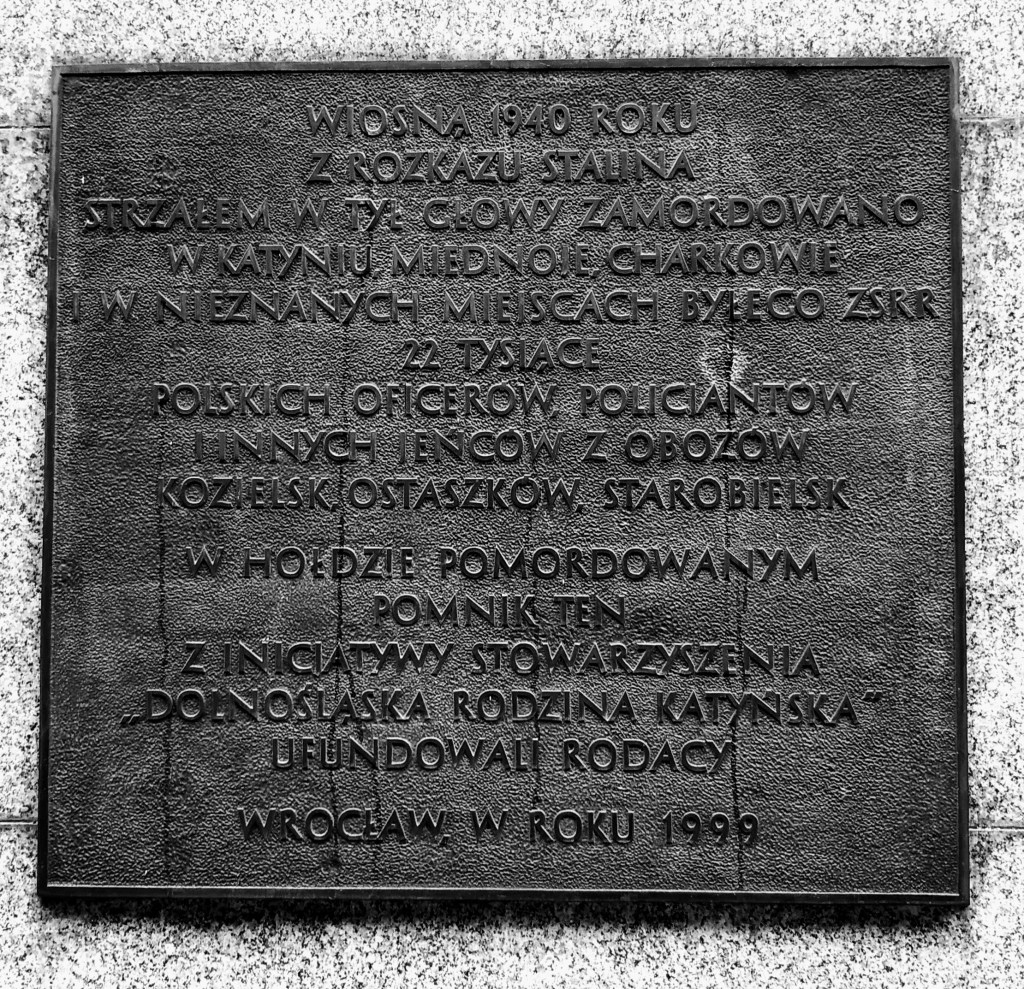 WIOSNA 1940 ROKU
Z ROZKAZU STALINA
STRZAŁEM W TYŁ GŁOWY ZAMORDOWANO
W KATYNIU, MIEDNOJE, CHARKOWIE
I W NIEZNANYCH MIEJSCACH BYŁEGO ZSRR
22 TYSIĄCE
POLSKICH OFICERÓW, POLICJANTÓW
I INNYCH JEŃCÓW Z OBOZÓW
KOZIELSK, OSTASZKÓW, STAROBIELSK
W HOŁDZIE POMORDOWANYM
POMNIK TEN
Z INICJATYWY STOWARZYSZENIA
„DOLNOŚLĄSKA RODZINA KATYŃSKA”
UFUNDOWALI RODACY
WROCŁAW, W ROKU 1999